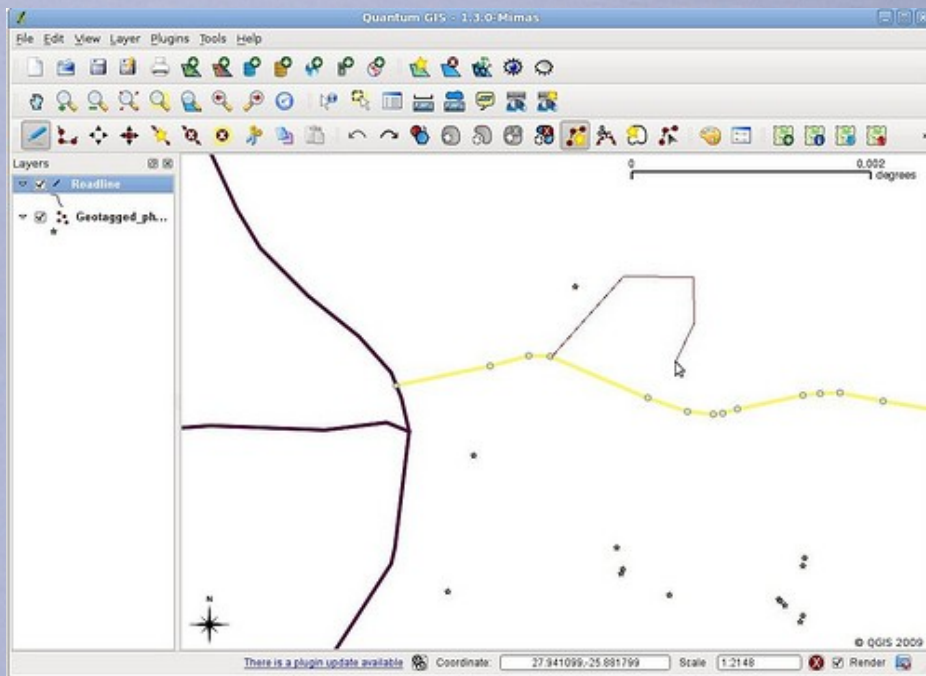 Quantum GIS - 1.3.0-Mimas
File Edit View Layer Plugins Tools Help
Layers
Roadline
Geotagged_ph...
0 0.002
degrees
N
© QGIS 2009
There is a plugin update available Coordinate: 27.941099,-25.881799 Scale 1:2148 Render